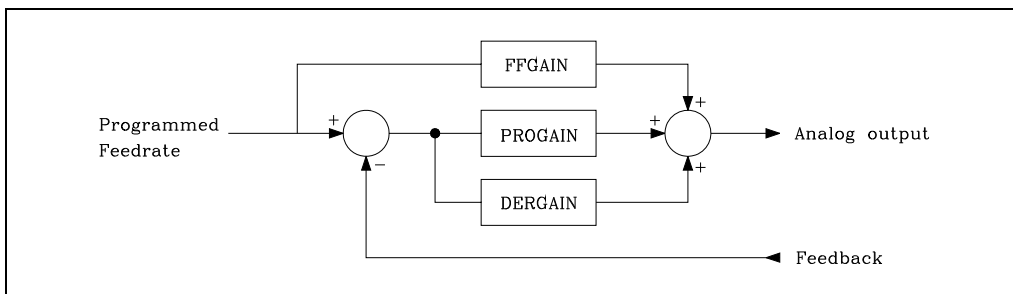 FFGAIN
+
Programmed
Feedrate
+
PROGAIN
+
Analog output
-
+
DERGAIN
Feedback